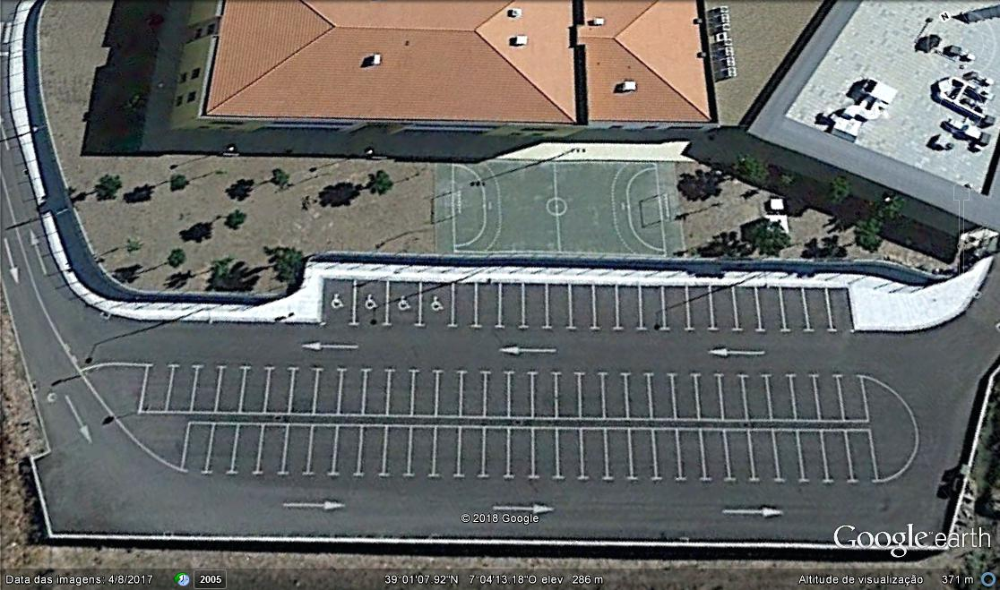 N
© 2018 Google
Google earth
Data das imagens: 4/8/2017 2005 39°01'07.92"N 7°04'13.18"O elev 286 m Altitude de visualização 371 m